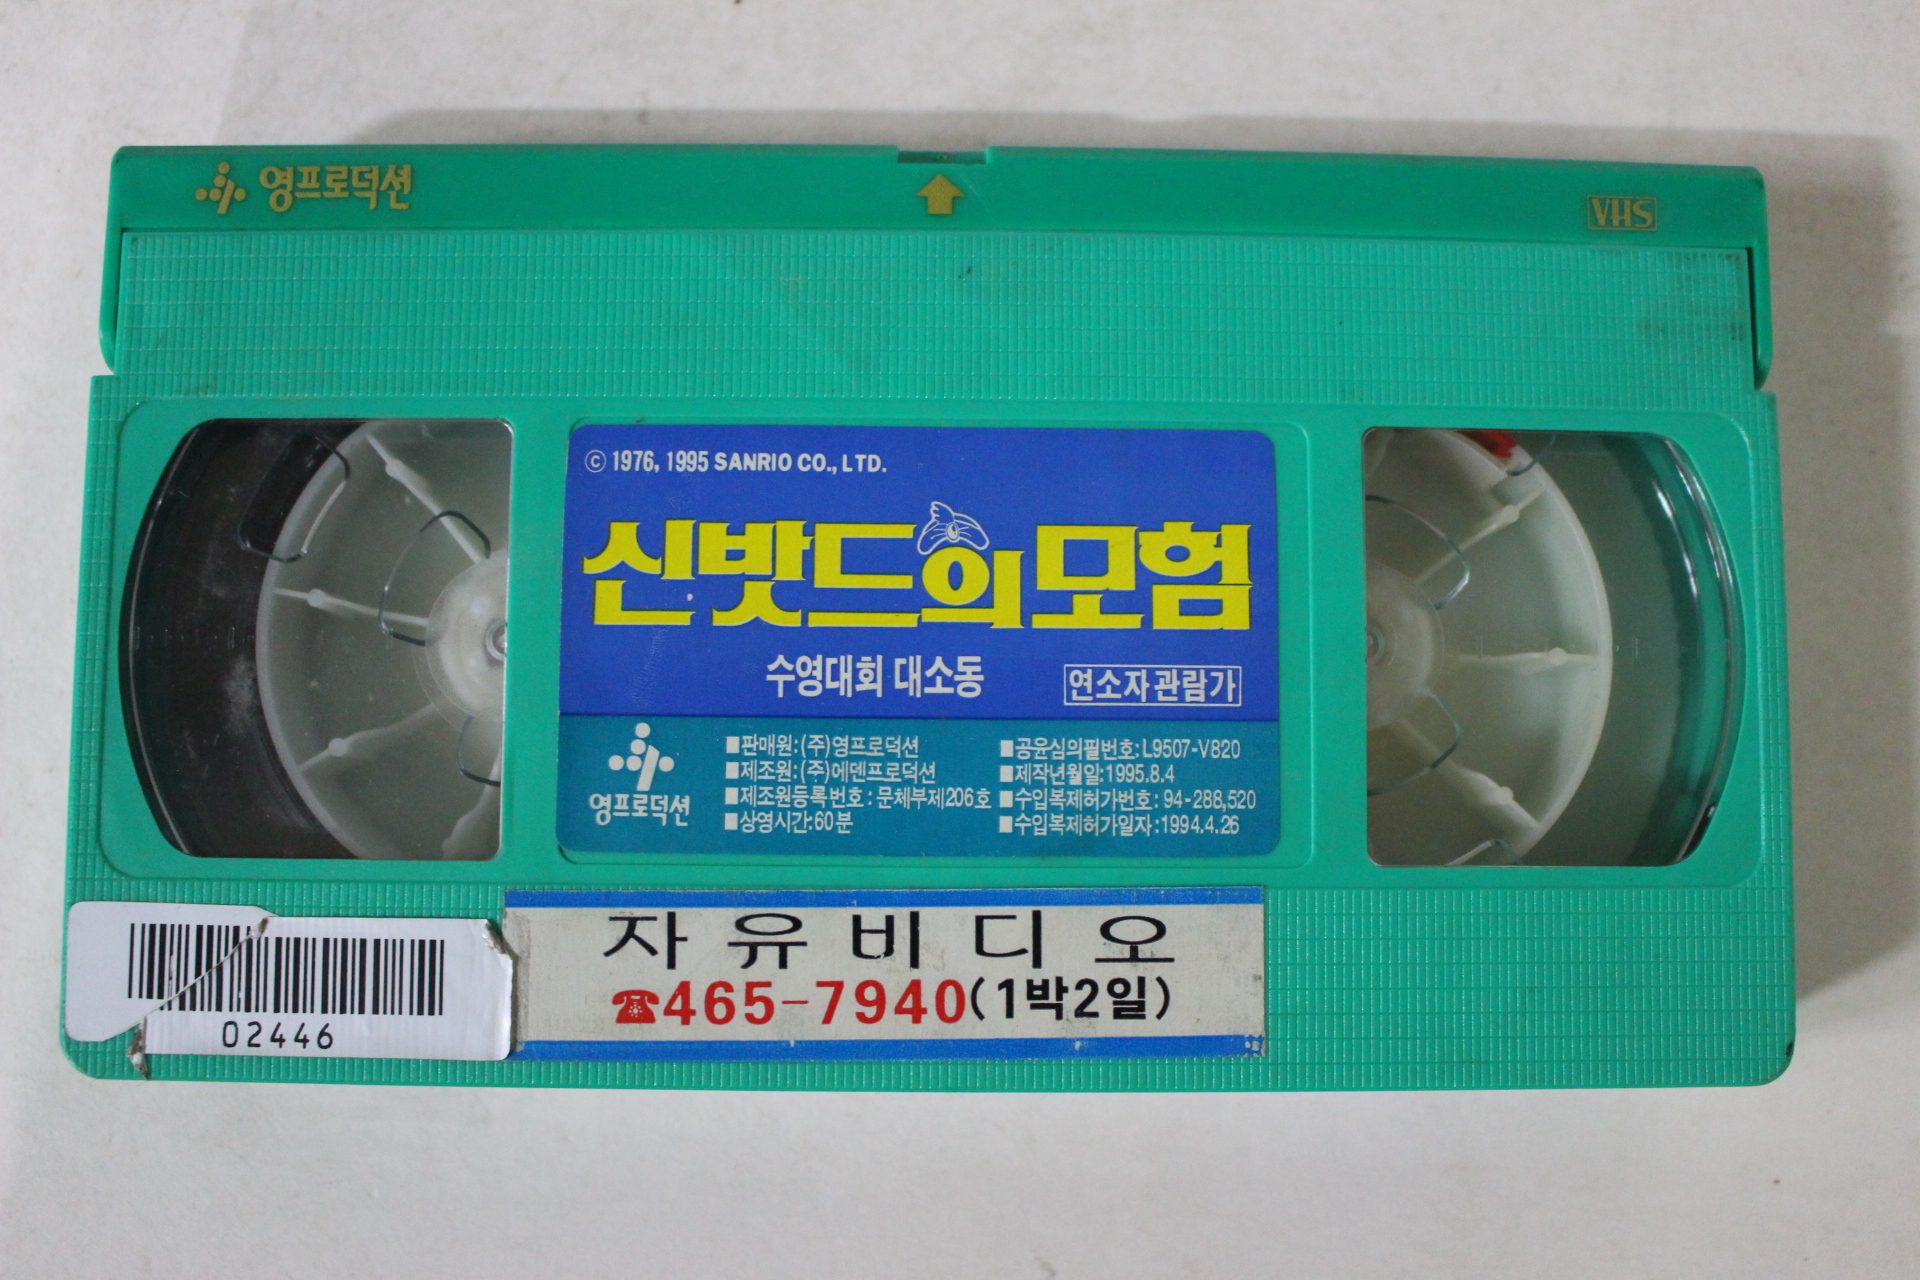 영프로덕션
VHS
© 1976, 1995 SANRIO CO., LTD.
신밧드의 모험
수영대회 대소동
연소자 관람가
영프로덕션
■판매원:(주)영프로덕션
■제조원:(주)에덴프로덕션
■제조원등록번호:문체부제206호
■상영시간:60분
■공윤심의필번호:L9507-V820
■제작년월일:1995.8.4
■수입복제허가번호:94-288,520
■수입복제허가일자:1994.4.26
자유비디오
☎465-7940(1박2일)
02446